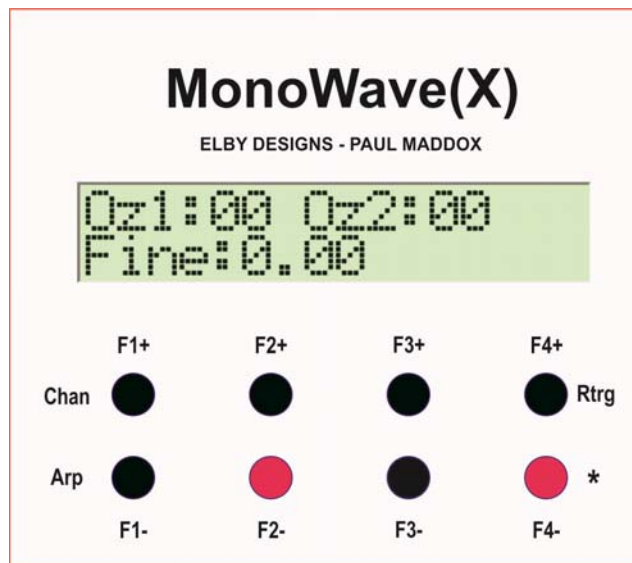 MonoWave(X)
ELBY DESIGNS - PAUL MADDOX
Oz1:00 Oz2:00
Fine:0.00
F1+ F2+ F3+ F4+
Chan Rtrg
Arp *
F1- F2- F3- F4-